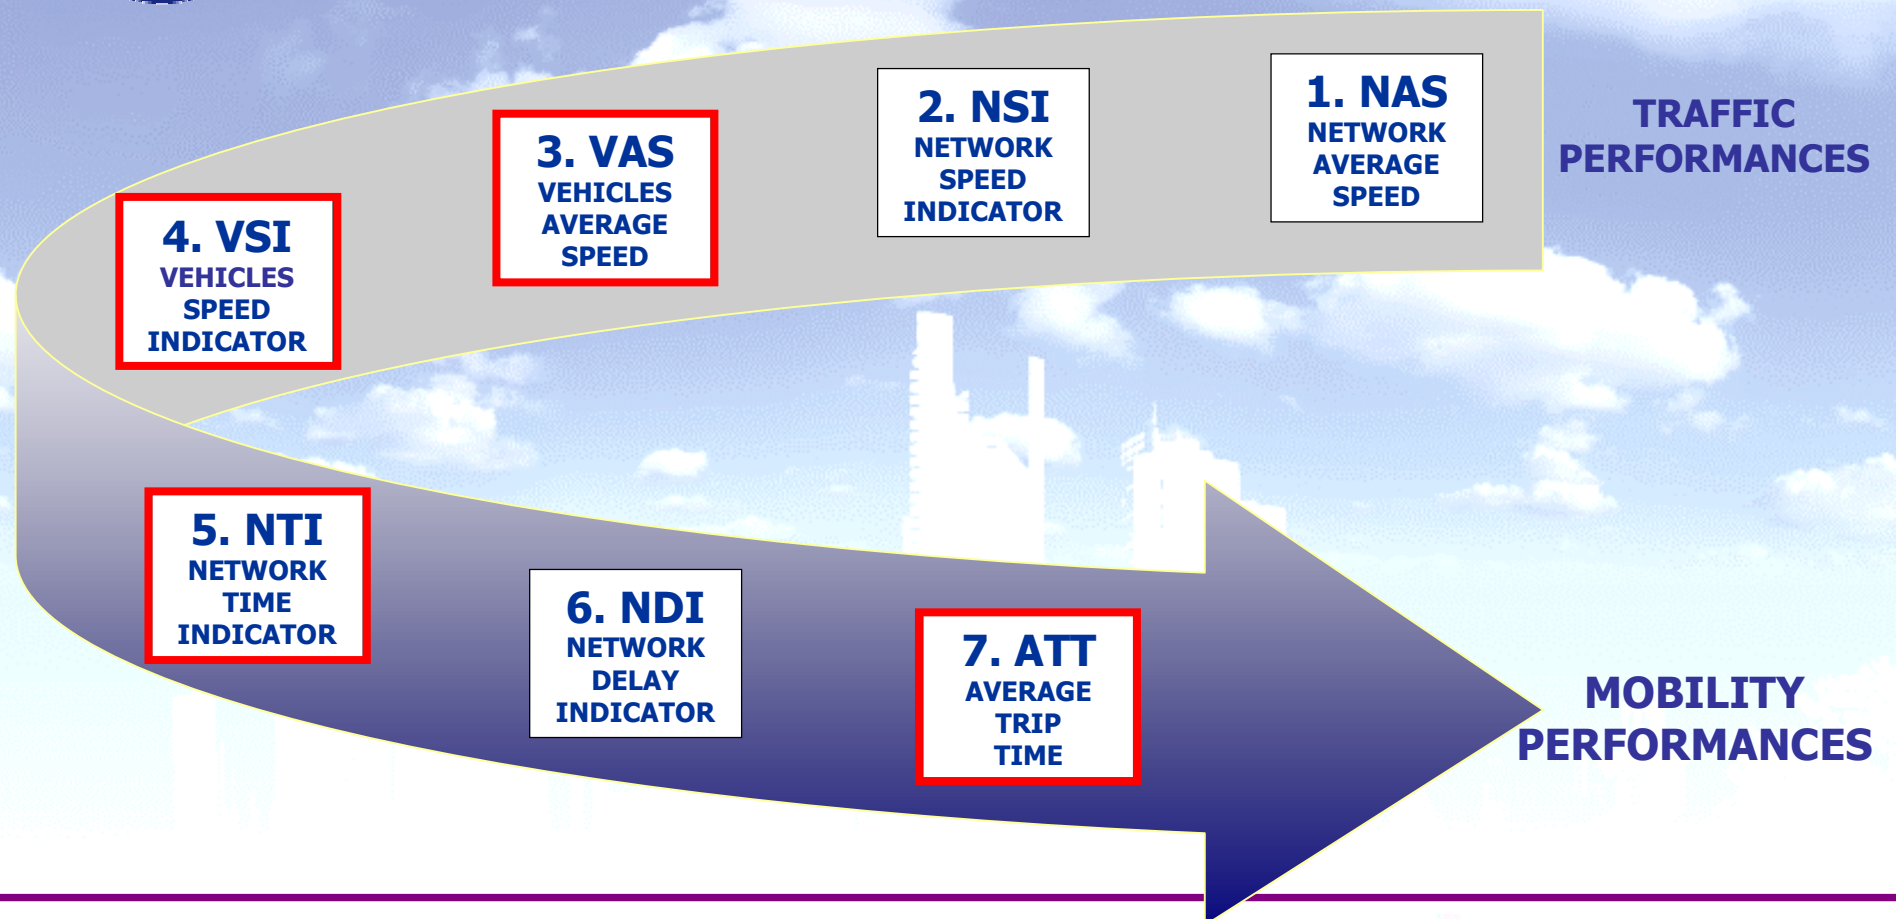 1. NAS
NETWORK
AVERAGE
SPEED
TRAFFIC
PERFORMANCES
2. NSI
NETWORK
SPEED
INDICATOR
3. VAS
VEHICLES
AVERAGE
SPEED
4. VSI
VEHICLES
SPEED
INDICATOR
5. NTI
NETWORK
TIME
INDICATOR
6. NDI
NETWORK
DELAY
INDICATOR
7. ATT
AVERAGE
TRIP
TIME
MOBILITY
PERFORMANCES